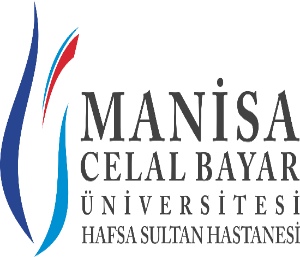 MANİSA
CELAL BAYAR
ÜNİVERSİTESİ
HAFSA SULTAN HASTANESİ